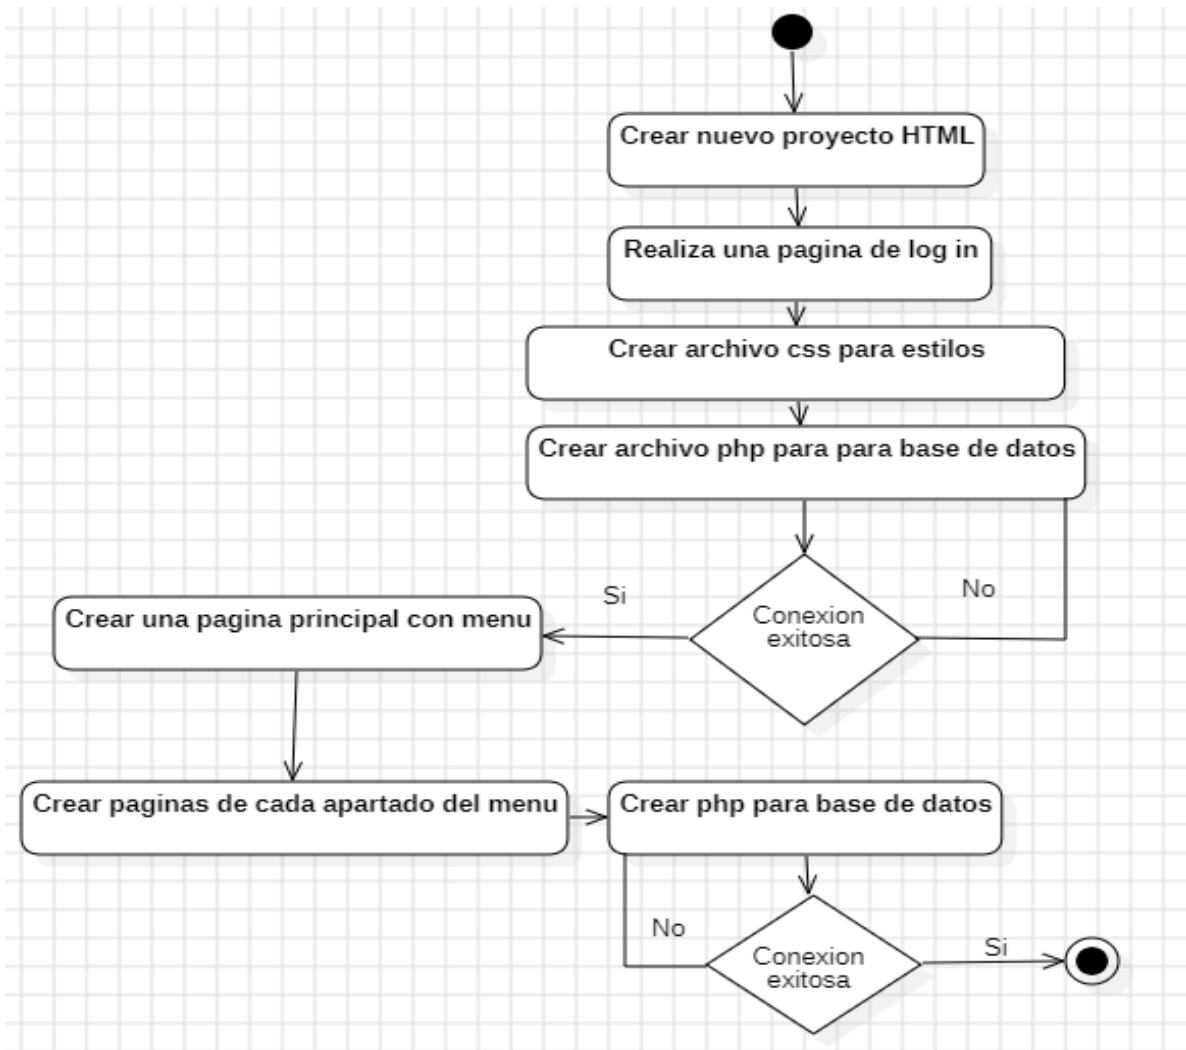 Crear nuevo proyecto HTML
Realiza una pagina de log in
Crear archivo css para estilos
Crear archivo php para para base de datos
Conexion
exitosa
No
Si
Crear una pagina principal con menu
Crear paginas de cada apartado del menu
Crear php para base de datos
Conexion
exitosa
No
Si